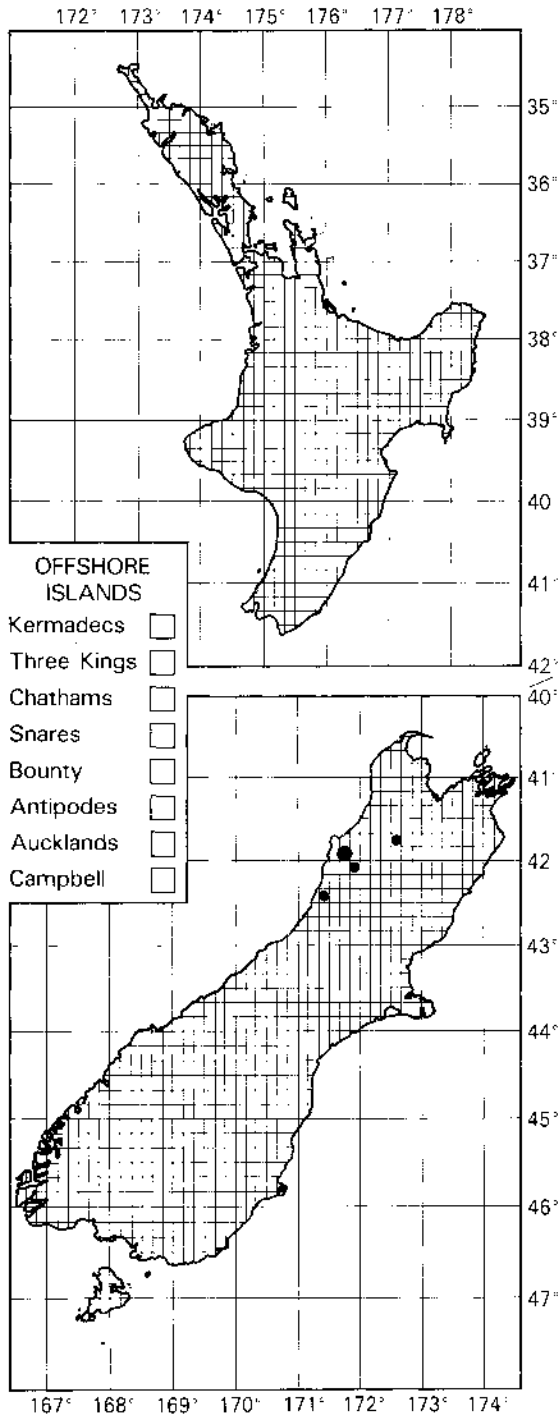 172° 173° 174° 175° 176° 177° 178°
35°
36°
37°
38°
39°
40
41°
42°
OFFSHORE
ISLANDS
Kermadecs
Three Kings
Chathams
Snares
Bounty
Antipodes
Aucklands
Campbell
40°
41°
42°
43°
44°
45°
46°
47°
167° 168° 169° 170° 171° 172° 173° 174°